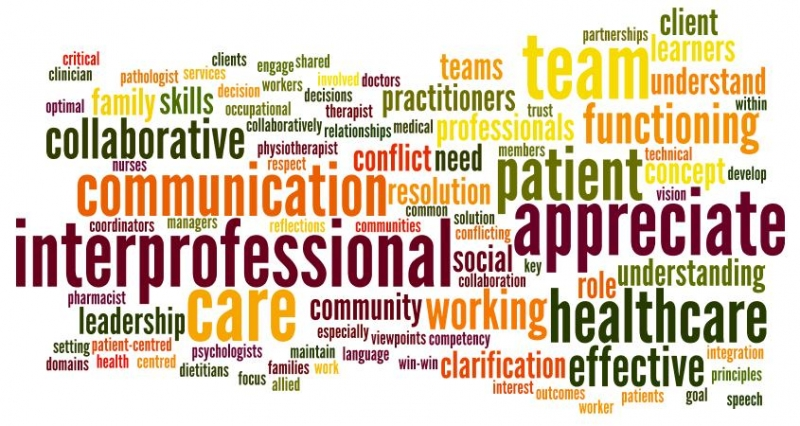 client
partnerships
team
learners
critical
clients
engage
shared
teams
clinician
pathologist
services
workers
involved
doctors
understand
optimal
family
skills
decision
decisions
practitioners
within
occupational
therapist
trust
functioning
collaborative
collaboratively
relationships
medical
professionals
nurses
physiotherapist
respect
conflict
need
members
technical
communication
resolution
patient
concept
develop
vision
common
appreciate
coordinators
managers
reflections
communities
solution
conflicting
interprofessional
social
collaboration
key
role
understanding
pharmacist
care
community
working
healthcare
leadership
especially
viewpoints
competency
setting
patient-centred
psychologists
maintain
language
win-win
clarification
effective
integration
domains
health
centred
dietitians
focus
families
work
allied
interest
outcomes
worker
patients
goal
principles
speech